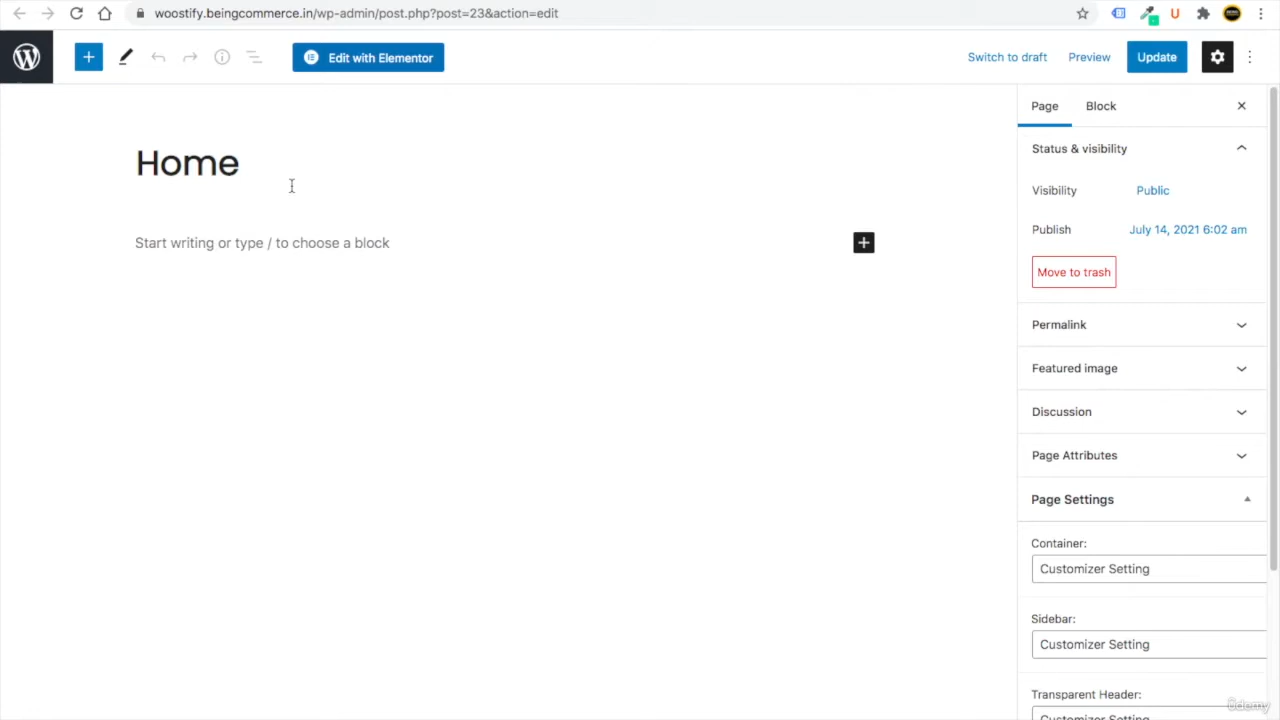 woostify.beingcommerce.in/wp-admin/post.php?post=23&action=edit
Edit with Elementor
Switch to draft
Preview
Update
Page
Block
Home
Start writing or type / to choose a block
Status & visibility
Visibility
Public
Publish
July 14, 2021 6:02 am
Move to trash
Permalink
Featured image
Discussion
Page Attributes
Page Settings
Container:
Customizer Setting
Sidebar:
Customizer Setting
Transparent Header:
Customizer Setting
ûdemy